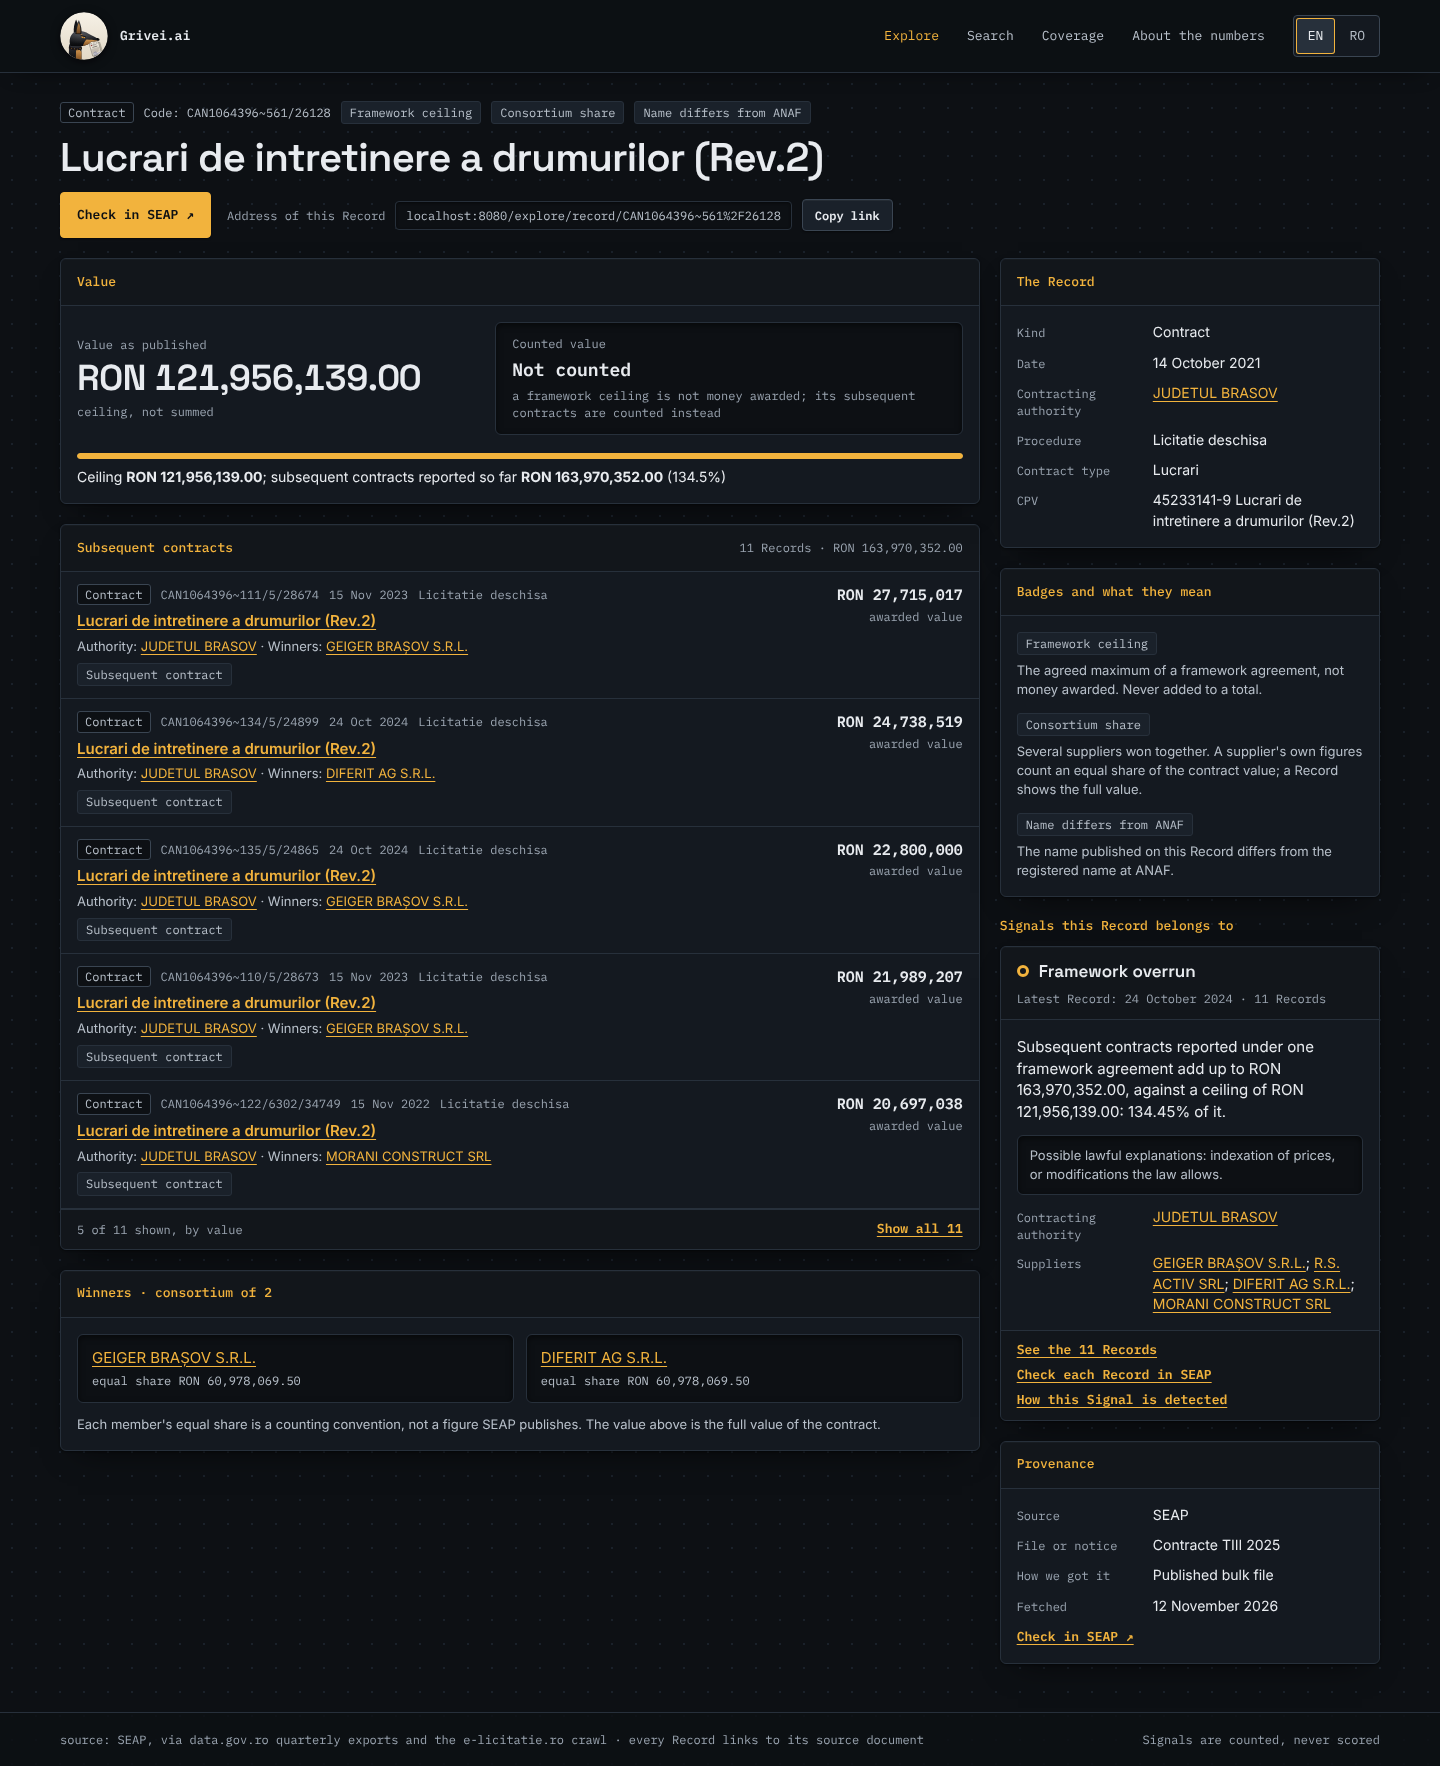 Grivei.ai
Explore
Search
Coverage
About the numbers
EN
RO
Contract
Code: CAN1064396~561/26128
Framework ceiling
Consortium share
Name differs from ANAF
Lucrari de intretinere a drumurilor (Rev.2)
Check in SEAP ↗
Address of this Record
localhost:8080/explore/record/CAN1064396~561%2F26128
Copy link
Value
Value as published
RON 121,956,139.00
ceiling, not summed
Counted value
Not counted
a framework ceiling is not money awarded; its subsequent
contracts are counted instead
Ceiling RON 121,956,139.00; subsequent contracts reported so far RON 163,970,352.00 (134.5%)
Subsequent contracts
11 Records · RON 163,970,352.00
Contract CAN1064396~111/5/28674 15 Nov 2023 Licitatie deschisa
RON 27,715,017
Lucrari de intretinere a drumurilor (Rev.2)
awarded value
Authority: JUDETUL BRASOV · Winners: GEIGER BRAȘOV S.R.L.
Subsequent contract
Contract CAN1064396~134/5/24899 24 Oct 2024 Licitatie deschisa
RON 24,738,519
Lucrari de intretinere a drumurilor (Rev.2)
awarded value
Authority: JUDETUL BRASOV · Winners: DIFERIT AG S.R.L.
Subsequent contract
Contract CAN1064396~135/5/24865 24 Oct 2024 Licitatie deschisa
RON 22,800,000
Lucrari de intretinere a drumurilor (Rev.2)
awarded value
Authority: JUDETUL BRASOV · Winners: GEIGER BRAȘOV S.R.L.
Subsequent contract
Contract CAN1064396~110/5/28673 15 Nov 2023 Licitatie deschisa
RON 21,989,207
Lucrari de intretinere a drumurilor (Rev.2)
awarded value
Authority: JUDETUL BRASOV · Winners: GEIGER BRAȘOV S.R.L.
Subsequent contract
Contract CAN1064396~122/6302/34749 15 Nov 2022 Licitatie deschisa
RON 20,697,038
Lucrari de intretinere a drumurilor (Rev.2)
awarded value
Authority: JUDETUL BRASOV · Winners: MORANI CONSTRUCT SRL
Subsequent contract
5 of 11 shown, by value
Show all 11
Winners · consortium of 2
GEIGER BRAȘOV S.R.L.
equal share RON 60,978,069.50
DIFERIT AG S.R.L.
equal share RON 60,978,069.50
Each member's equal share is a counting convention, not a figure SEAP publishes. The value above is the full value of the contract.
The Record
Kind
Contract
Date
14 October 2021
Contracting
authority
JUDETUL BRASOV
Procedure
Licitatie deschisa
Contract type
Lucrari
CPV
45233141-9 Lucrari de
intretinere a drumurilor (Rev.2)
Badges and what they mean
Framework ceiling
The agreed maximum of a framework agreement, not
money awarded. Never added to a total.
Consortium share
Several suppliers won together. A supplier's own figures
count an equal share of the contract value; a Record
shows the full value.
Name differs from ANAF
The name published on this Record differs from the
registered name at ANAF.
Signals this Record belongs to
Framework overrun
Latest Record: 24 October 2024 · 11 Records
Subsequent contracts reported under one
framework agreement add up to RON
163,970,352.00, against a ceiling of RON
121,956,139.00: 134.45% of it.
Possible lawful explanations: indexation of prices,
or modifications the law allows.
Contracting
authority
JUDETUL BRASOV
Suppliers
GEIGER BRAȘOV S.R.L.; R.S.
ACTIV SRL; DIFERIT AG S.R.L.;
MORANI CONSTRUCT SRL
See the 11 Records
Check each Record in SEAP
How this Signal is detected
Provenance
Source
SEAP
File or notice
Contracte TIII 2025
How we got it
Published bulk file
Fetched
12 November 2026
Check in SEAP ↗
source: SEAP, via data.gov.ro quarterly exports and the e-licitatie.ro crawl · every Record links to its source document
Signals are counted, never scored